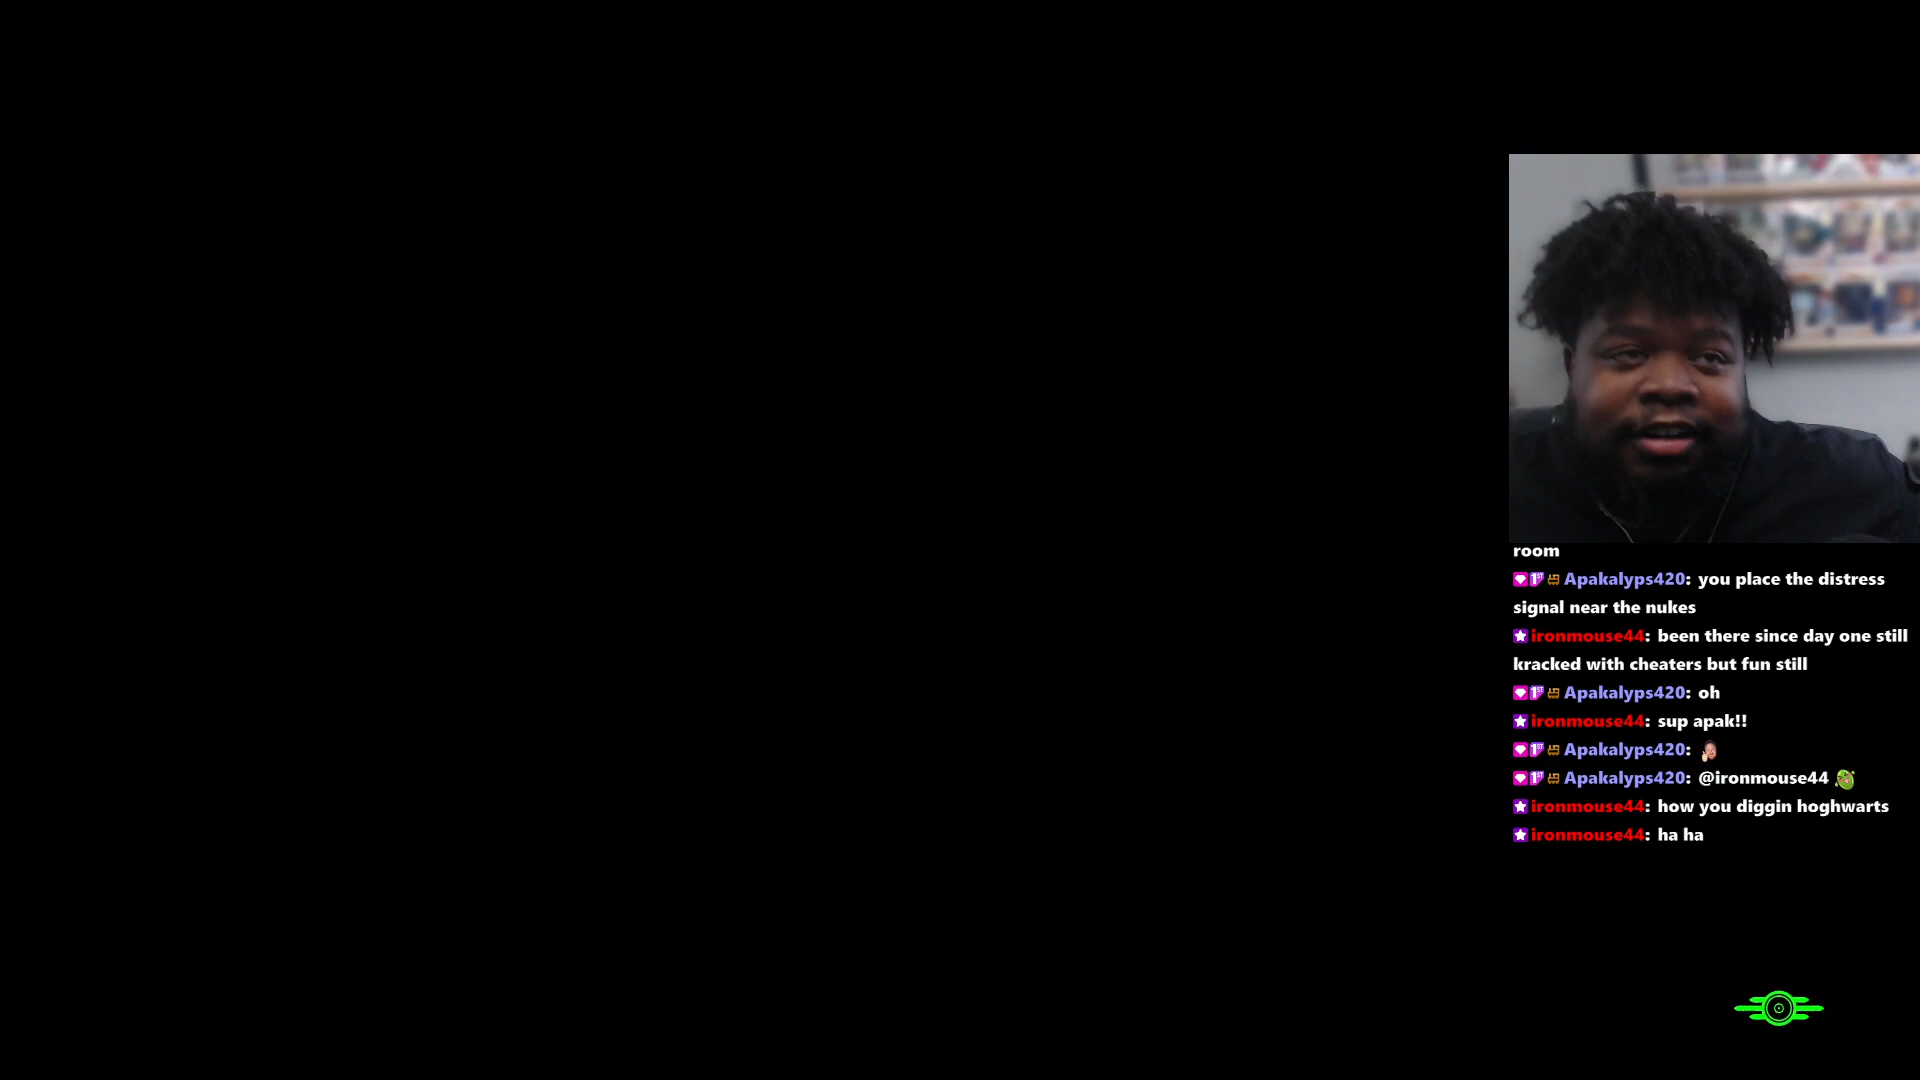 room
Apakalyps420: you place the distress
signal near the nukes
ironmouse44: been there since day one still
kracked with cheaters but fun still
Apakalyps420: oh
ironmouse44: sup apak!!
Apakalyps420:
Apakalyps420: @ironmouse44
ironmouse44: how you diggin hoghwarts
ironmouse44: ha ha